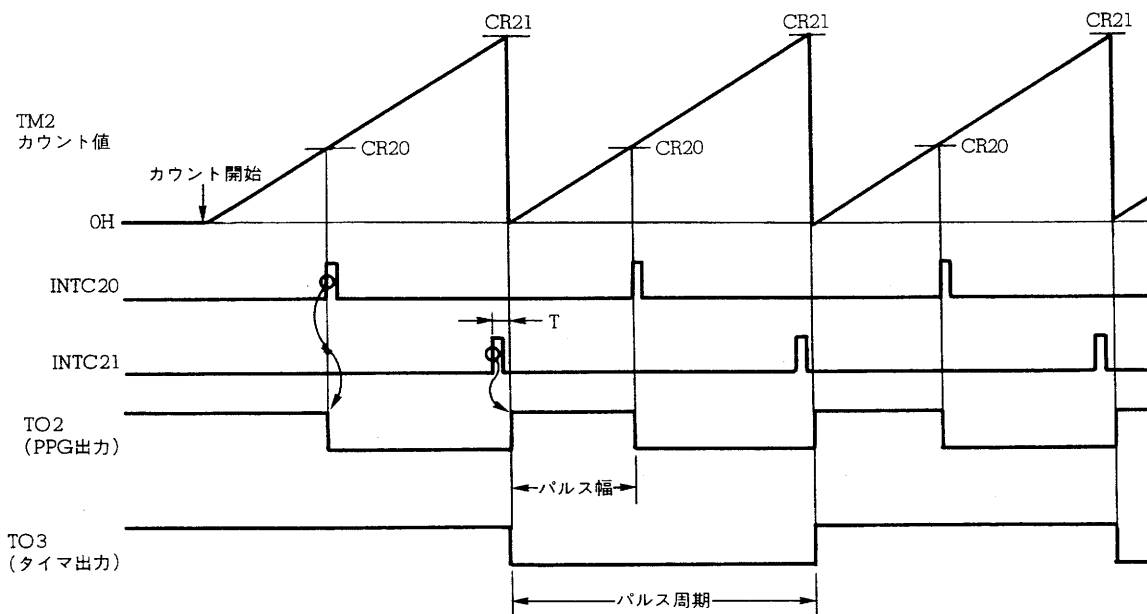 CR21
CR21
CR21
TM2
カウント値
CR20
CR20
CR20
カウント開始
0H
INTC20
T
INTC21
TO2
(PPG出力)
パルス幅
TO3
(タイマ出力)
パルス周期